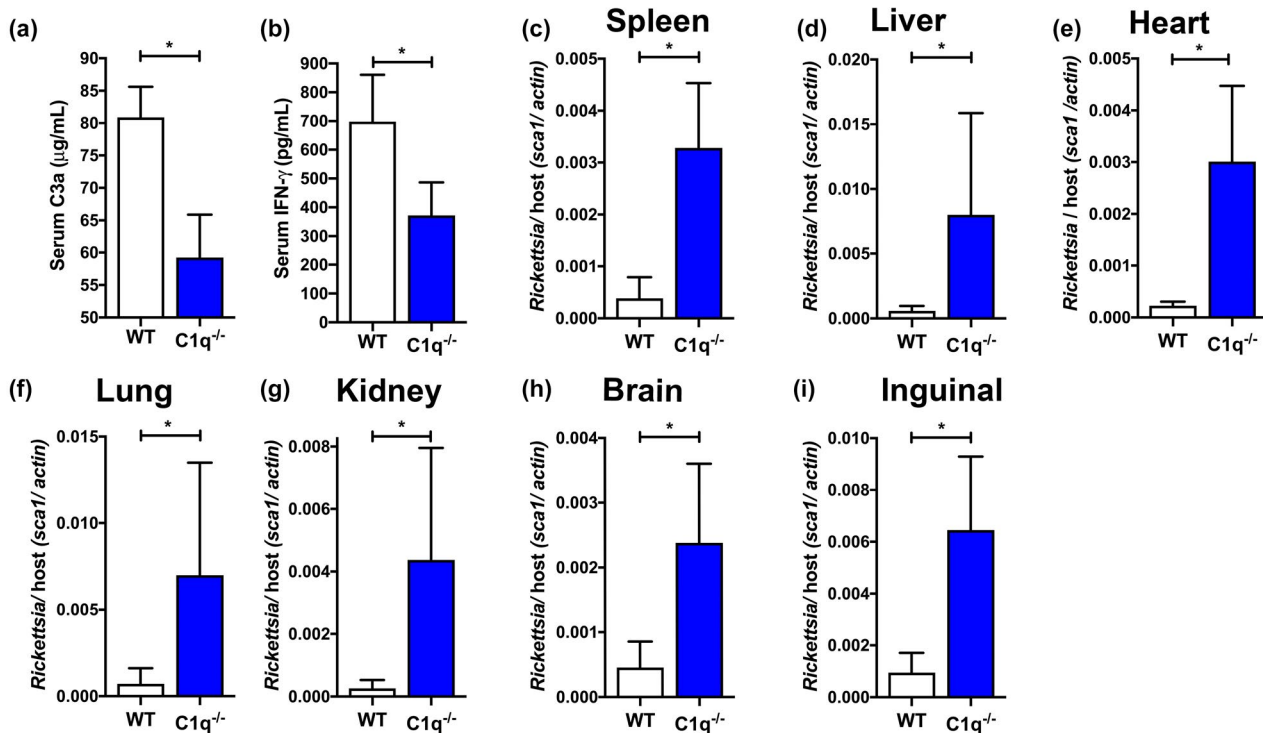 (a)
*
Serum C3a (µg/mL)
90
85
80
75
70
65
60
55
50
WT
C1q-/-
(b)
*
Serum IFN-γ (pg/mL)
900
800
700
600
500
400
300
200
100
0
WT
C1q-/-
(c)
Spleen
*
Rickettsia/ host (sca1/ actin)
0.005
0.004
0.003
0.002
0.001
0.000
WT
C1q-/-
(d)
Liver
*
Rickettsia/ host (sca1/ actin)
0.020
0.015
0.010
0.005
0.000
WT
C1q-/-
(e)
Heart
*
Rickettsia / host (sca1 /actin)
0.005
0.004
0.003
0.002
0.001
0.000
WT
C1q-/-
(f)
Lung
*
Rickettsia/ host (sca1/ actin)
0.015
0.010
0.005
0.000
WT
C1q-/-
(g)
Kidney
*
Rickettsia/ host (sca1/ actin)
0.008
0.006
0.004
0.002
0.000
WT
C1q-/-
(h)
Brain
*
Rickettsia/ host (sca1/ actin)
0.004
0.003
0.002
0.001
0.000
WT
C1q-/-
(i)
Inguinal
*
Rickettsia/ host (sca1/ actin)
0.010
0.008
0.006
0.004
0.002
0.000
WT
C1q-/-